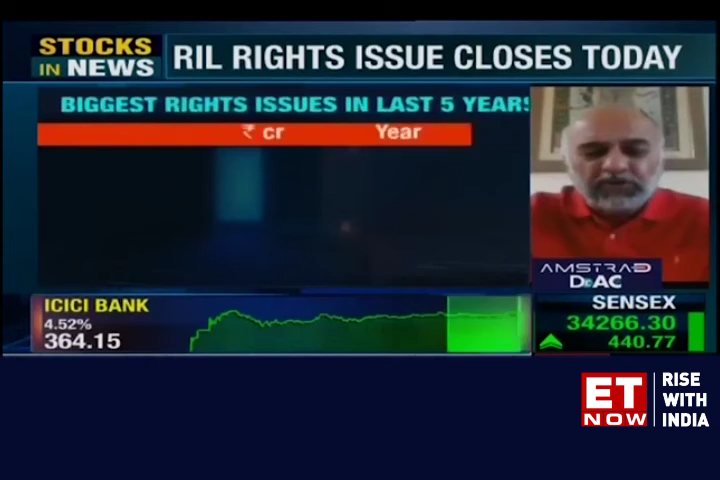 STOCKS
IN NEWS
RIL RIGHTS ISSUE CLOSES TODAY
BIGGEST RIGHTS ISSUES IN LAST 5 YEARS
₹ cr Year
AMSTRAD
ICICI BANK
4.52%
364.15
SENSEX
34266.30
440.77
ET
NOW
RISE
WITH
INDIA